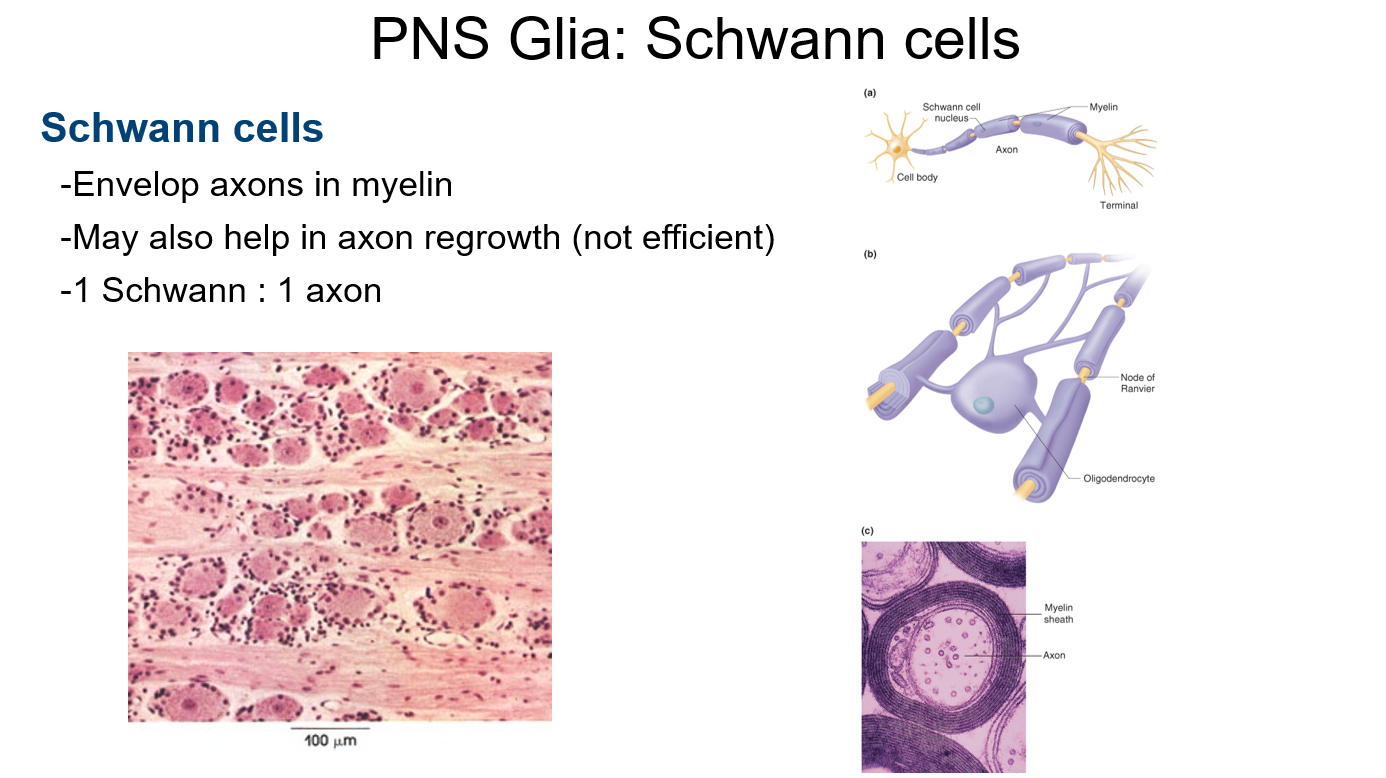 PNS Glia: Schwann cells
Schwann cells
-Envelop axons in myelin
-May also help in axon regrowth (not efficient)
-1 Schwann : 1 axon
100 μm
(a)
Schwann cell
nucleus
Myelin
Axon
Cell body
Terminal
(b)
Node of
Ranvier
Oligodendrocyte
(c)
Myelin
sheath
Axon